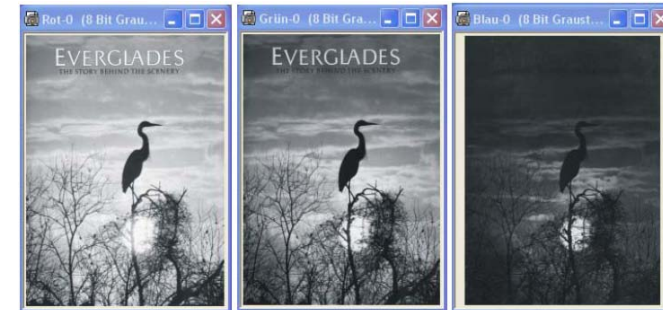 Rot-0 (8 Bit Grau...
Grün-0 (8 Bit Gra...
Blau-0 (8 Bit Graust...
EVERGLADES
THE STORY BEHIND THE SCENERY
EVERGLADES
THE STORY BEHIND THE SCENERY